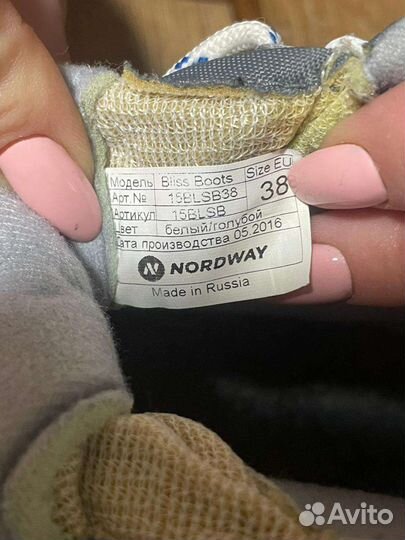 Модель Bliss Boots Size EU
Арт.№ 15BLSB38 38
Артикул 15BLSB
Цвет белый/голубой
Дата производства 05.2016
NORDWAY
Made in Russia
Avito